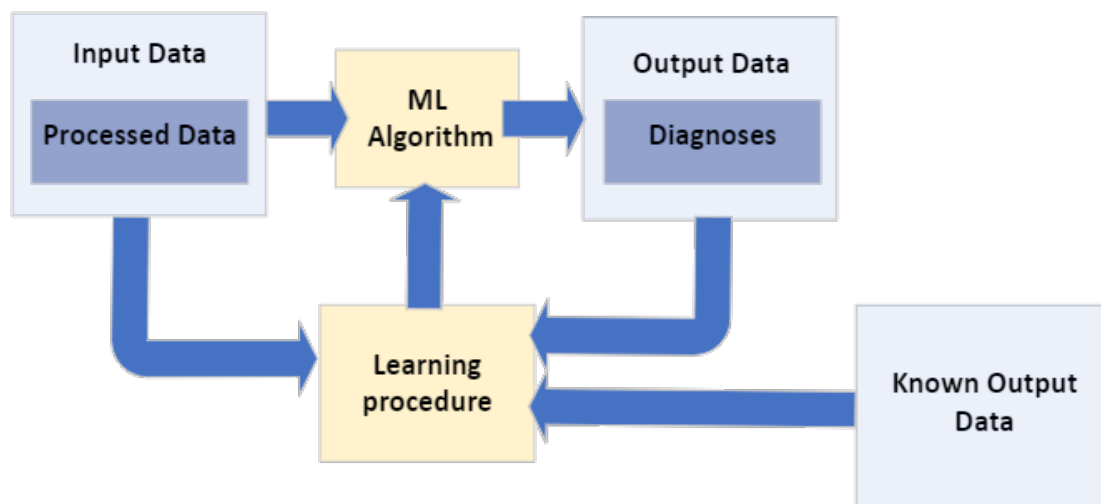 Input Data
Processed Data
ML
Algorithm
Output Data
Diagnoses
Learning
procedure
Known Output
Data